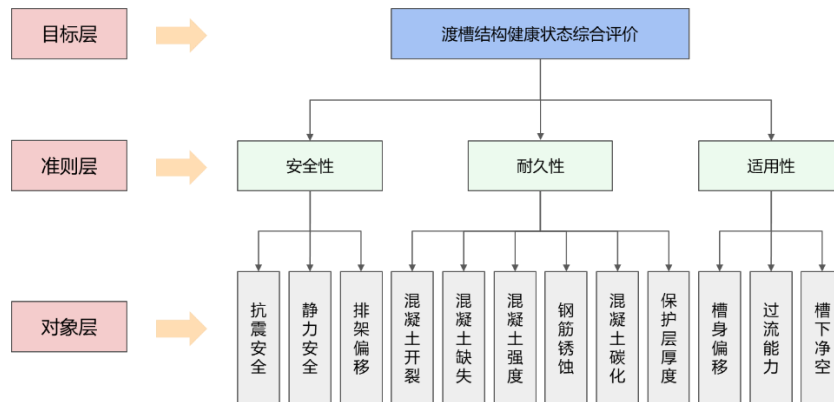 目标层
渡槽结构健康状态综合评价
准则层
安全性
耐久性
适用性
对象层
抗震安全
静力安全
排架偏移
混凝土开裂
混凝土缺失
混凝土强度
钢筋锈蚀
混凝土碳化
保护层厚度
槽身偏移
过流能力
槽下净空